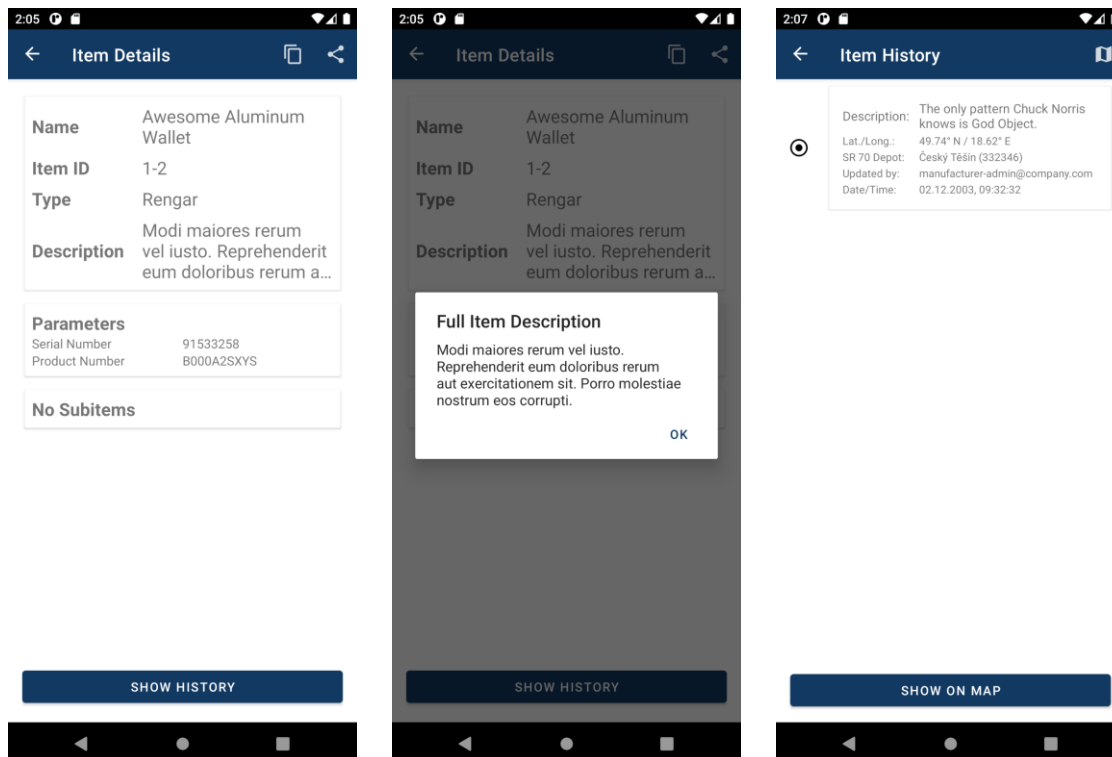 2:05
Item Details
Name
Awesome Aluminum
Wallet
Item ID
1-2
Type
Rengar
Description
Modi maiores rerum
vel iusto. Reprehenderit
eum doloribus rerum a...
Parameters
Serial Number
91533258
Product Number
B000A2SXYS
No Subitems
SHOW HISTORY
2:05
Item Details
Name
Awesome Aluminum
Wallet
Item ID
1-2
Type
Rengar
Description
Modi maiores rerum
vel iusto. Reprehenderit
eum doloribus rerum a...
Full Item Description
Modi maiores rerum vel iusto.
Reprehenderit eum doloribus rerum
aut exercitationem sit. Porro molestiae
nostrum eos corrupti.
OK
SHOW HISTORY
2:07
Item History
Description:
The only pattern Chuck Norris
knows is God Object.
Lat./Long.:
49.74° N / 18.62° E
SR 70 Depot:
Český Těšín (332346)
Updated by:
manufacturer-admin@company.com
Date/Time:
02.12.2003, 09:32:32
SHOW ON MAP